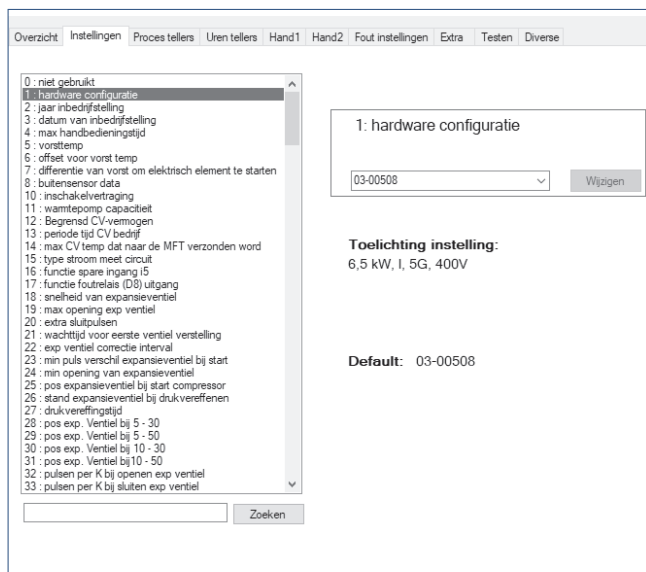 Overzicht Instellingen Proces tellers Uren tellers Hand1 Hand2 Fout instellingen Extra Testen Diverse
0 : niet gebruikt
1 : hardware configuratie
2 : jaar inbedrijfstelling
3 : datum van inbedrijfstelling
4 : max handbedieningstijd
5 : vorsttemp
6 : offset voor vorst temp
7 : differentie van vorst om elektrisch element te starten
8 : buitensensor data
10 : inschakelvertraging
11 : warmtepomp capacitieit
12 : Begrensd CV-vermogen
13 : periode tijd CV bedrijf
14 : max CV temp dat naar de MFT verzonden word
15 : type stroom meet circuit
16 : functie spare ingang i5
17 : functie foutrelais (D8) uitgang
18 : snelheid van expansieventiel
19 : max opening exp ventiel
20 : extra sluitpulsen
21 : wachttijd voor eerste ventiel verstelling
22 : exp ventiel correctie interval
23 : min puls verschil expansieventiel bij start
24 : min opening van expansieventiel
25 : pos expansieventiel bij start compressor
26 : stand expansieventiel bij drukvereffenen
27 : drukvereffingstijd
28 : pos exp. Ventiel bij 5 - 30
29 : pos exp. Ventiel bij 5 - 50
30 : pos exp. Ventiel bij 10 - 30
31 : pos exp. Ventiel bij10 - 50
32 : pulsen per K bij openen exp ventiel
33 : pulsen per K bij sluiten exp ventiel
Zoeken
1: hardware configuratie
03-00508 Wijzigen
Toelichting instelling:
6,5 kW, I, 5G, 400V
Default: 03-00508